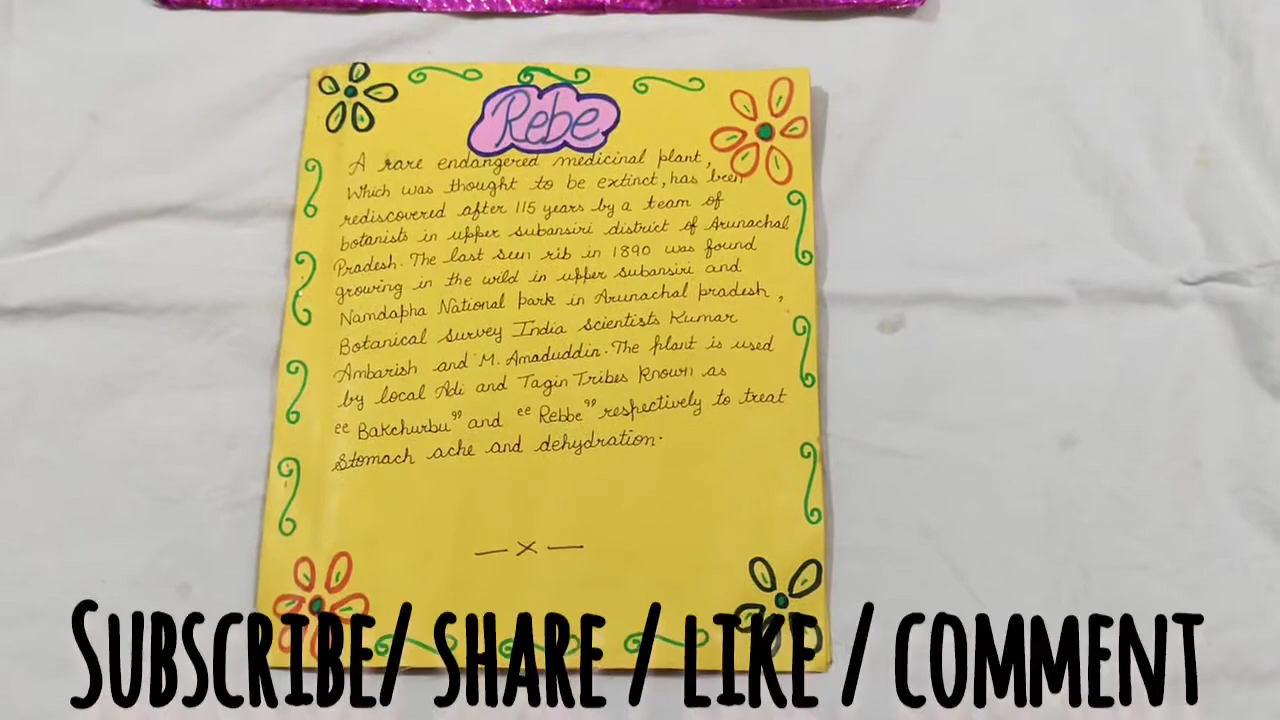 Rebe
A rare endangered medicinal plant,
Which was thought to be extinct, has been
rediscovered after 115 years by a team of
botanists in upper subansiri district of Arunachal
Pradesh. The last seen rib in 1890 was found
growing in the wild in upper subansiri and
Namdapha National park in Arunachal pradesh,
Botanical survey India scientists Kumar
Ambarish and M. Amaduddin. The plant is used
by local Adi and Tagin Tribes known as
“Bakchurbu” and “Rebbe” respectively to treat
Stomach ache and dehydration.
— x —
SUBSCRIBE/ SHARE / LIKE / COMMENT